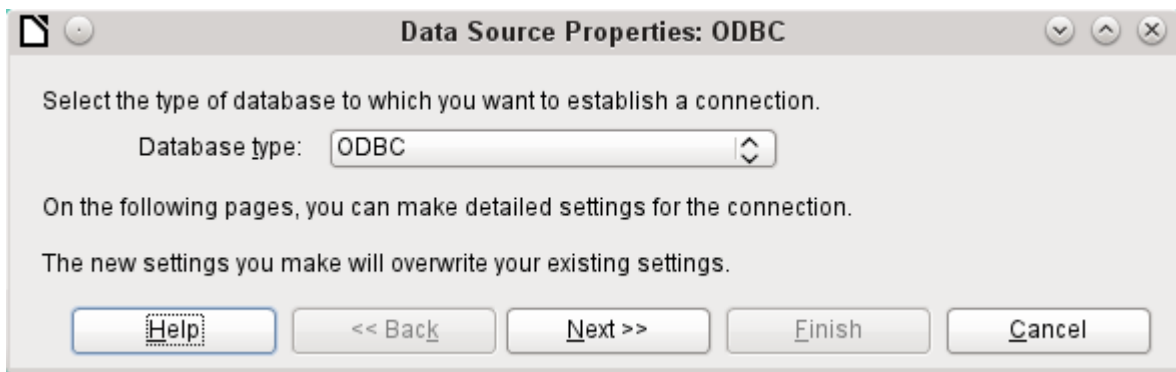 Data Source Properties: ODBC
Select the type of database to which you want to establish a connection.
Database type: ODBC
On the following pages, you can make detailed settings for the connection.
The new settings you make will overwrite your existing settings.
Help << Back Next >> Finish Cancel